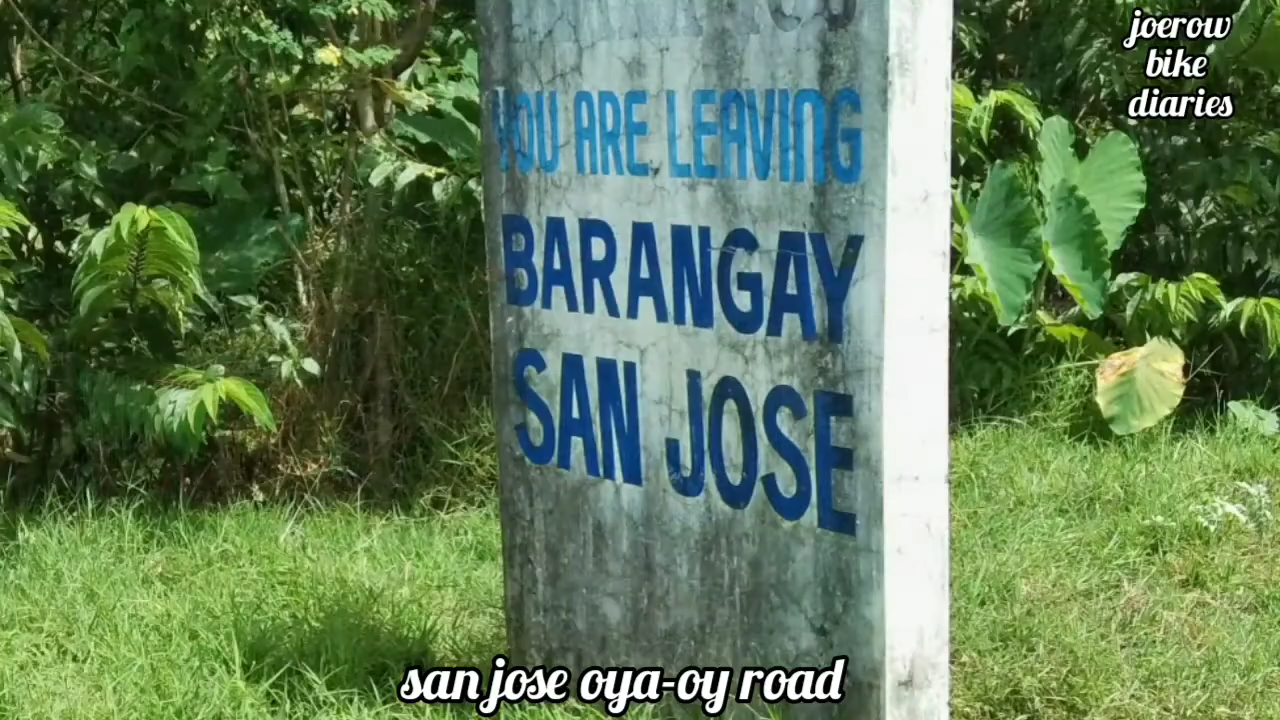 joerow
bike
diaries
YOU ARE LEAVING
BARANGAY
SAN JOSE
san jose oya-oy road